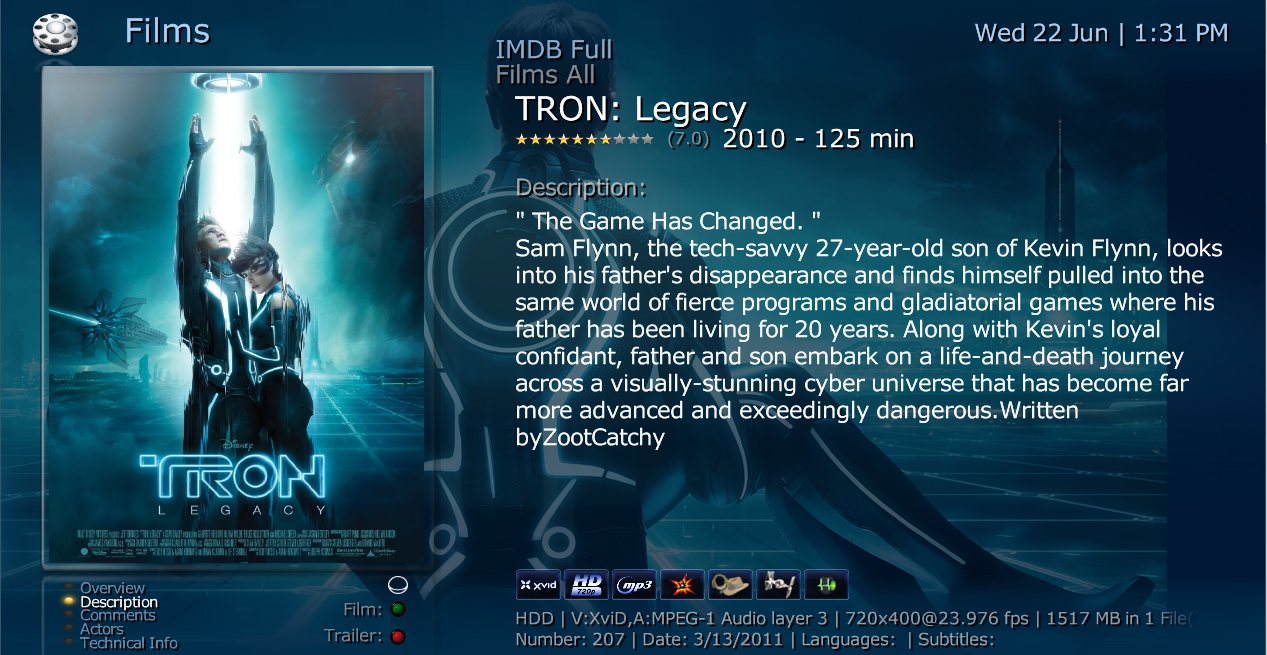 Films
Wed 22 Jun | 1:31 PM
IMDB Full
Films All
TRON: Legacy
(7.0) 2010 - 125 min
Description:
" The Game Has Changed. "
Sam Flynn, the tech-savvy 27-year-old son of Kevin Flynn, looks
into his father's disappearance and finds himself pulled into the
same world of fierce programs and gladiatorial games where his
father has been living for 20 years. Along with Kevin's loyal
confidant, father and son embark on a life-and-death journey
across a visually-stunning cyber universe that has become far
more advanced and exceedingly dangerous.Written
byZootCatchy
DISNEY
TRON
LEGACY
Overview
Description
Comments
Actors
Technical Info
Film:
Trailer:
XVID
HD
720p
mp3
HDD | V:XviD,A:MPEG-1 Audio layer 3 | 720x400@23.976 fps | 1517 MB in 1 File(
Number: 207 | Date: 3/13/2011 | Languages: | Subtitles: